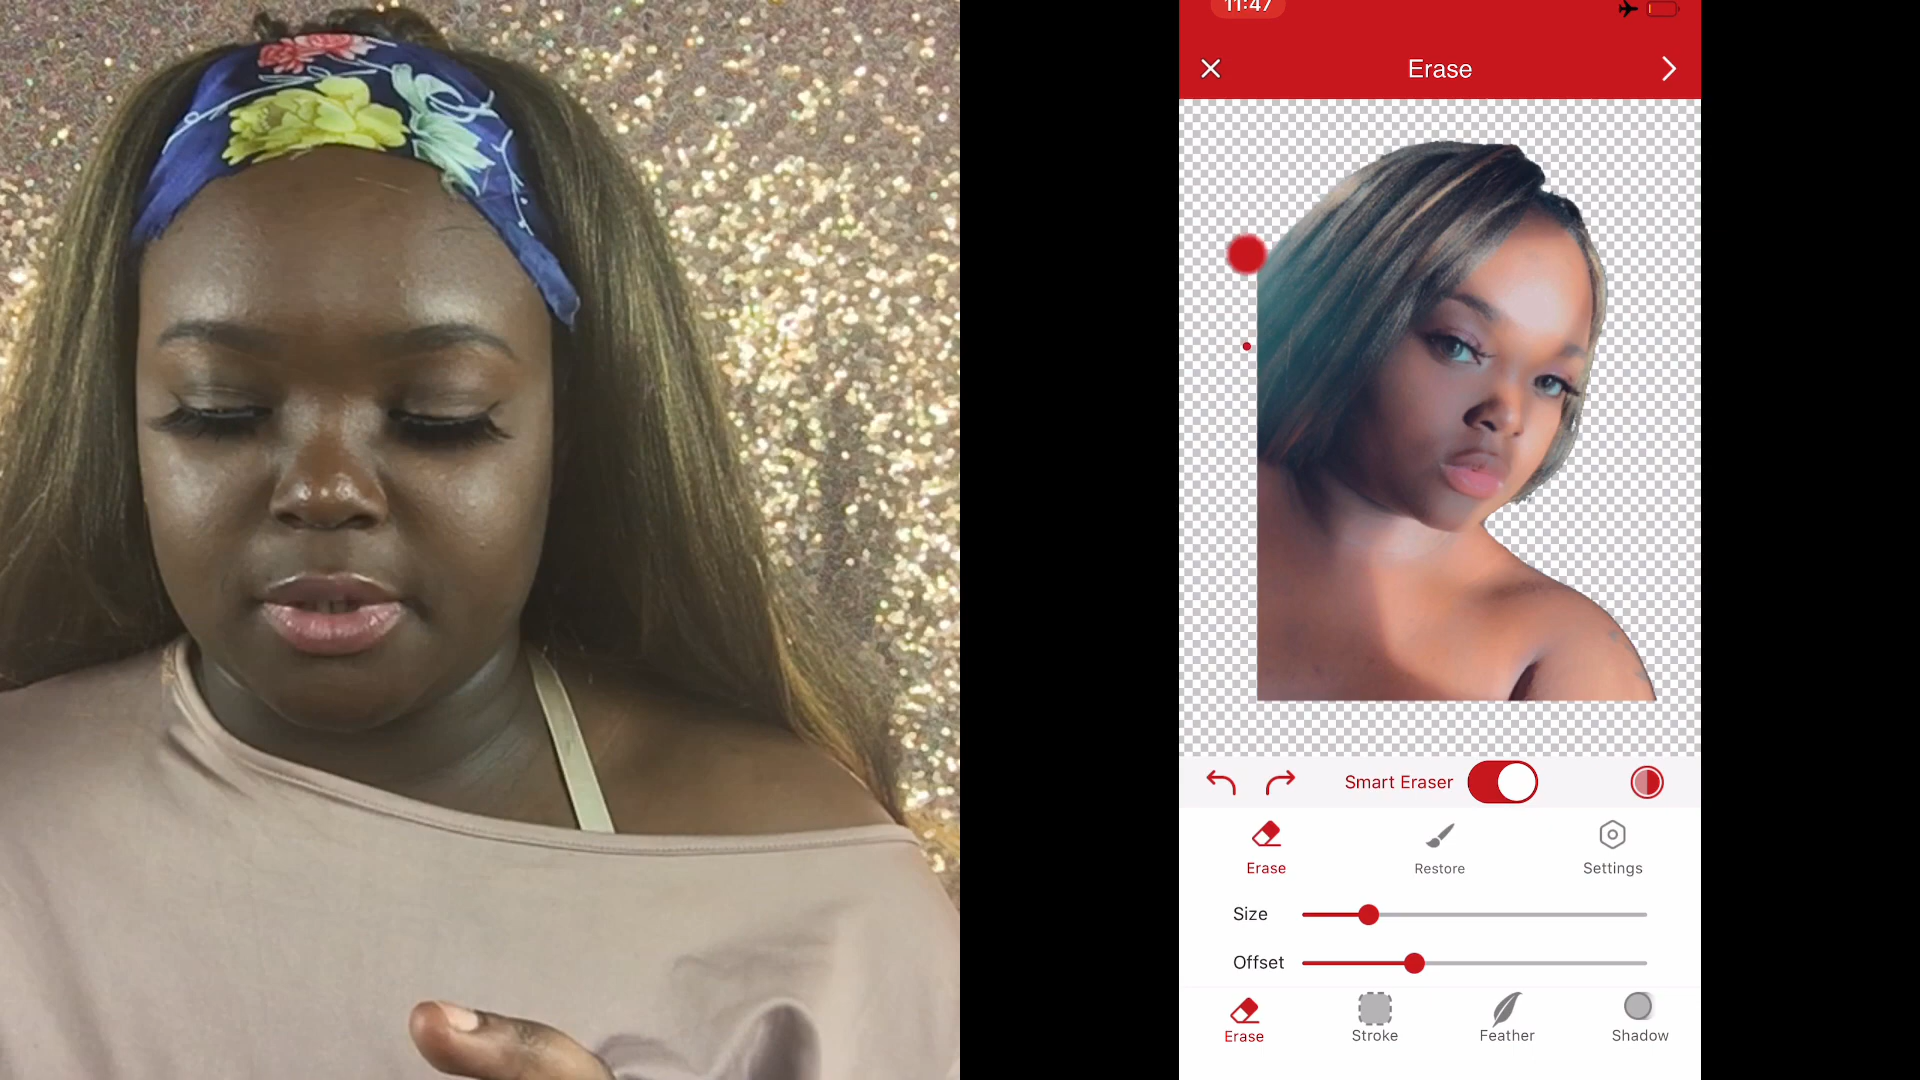 11:47
Erase
Smart Eraser
Erase
Restore
Settings
Size
Offset
Erase
Stroke
Feather
Shadow